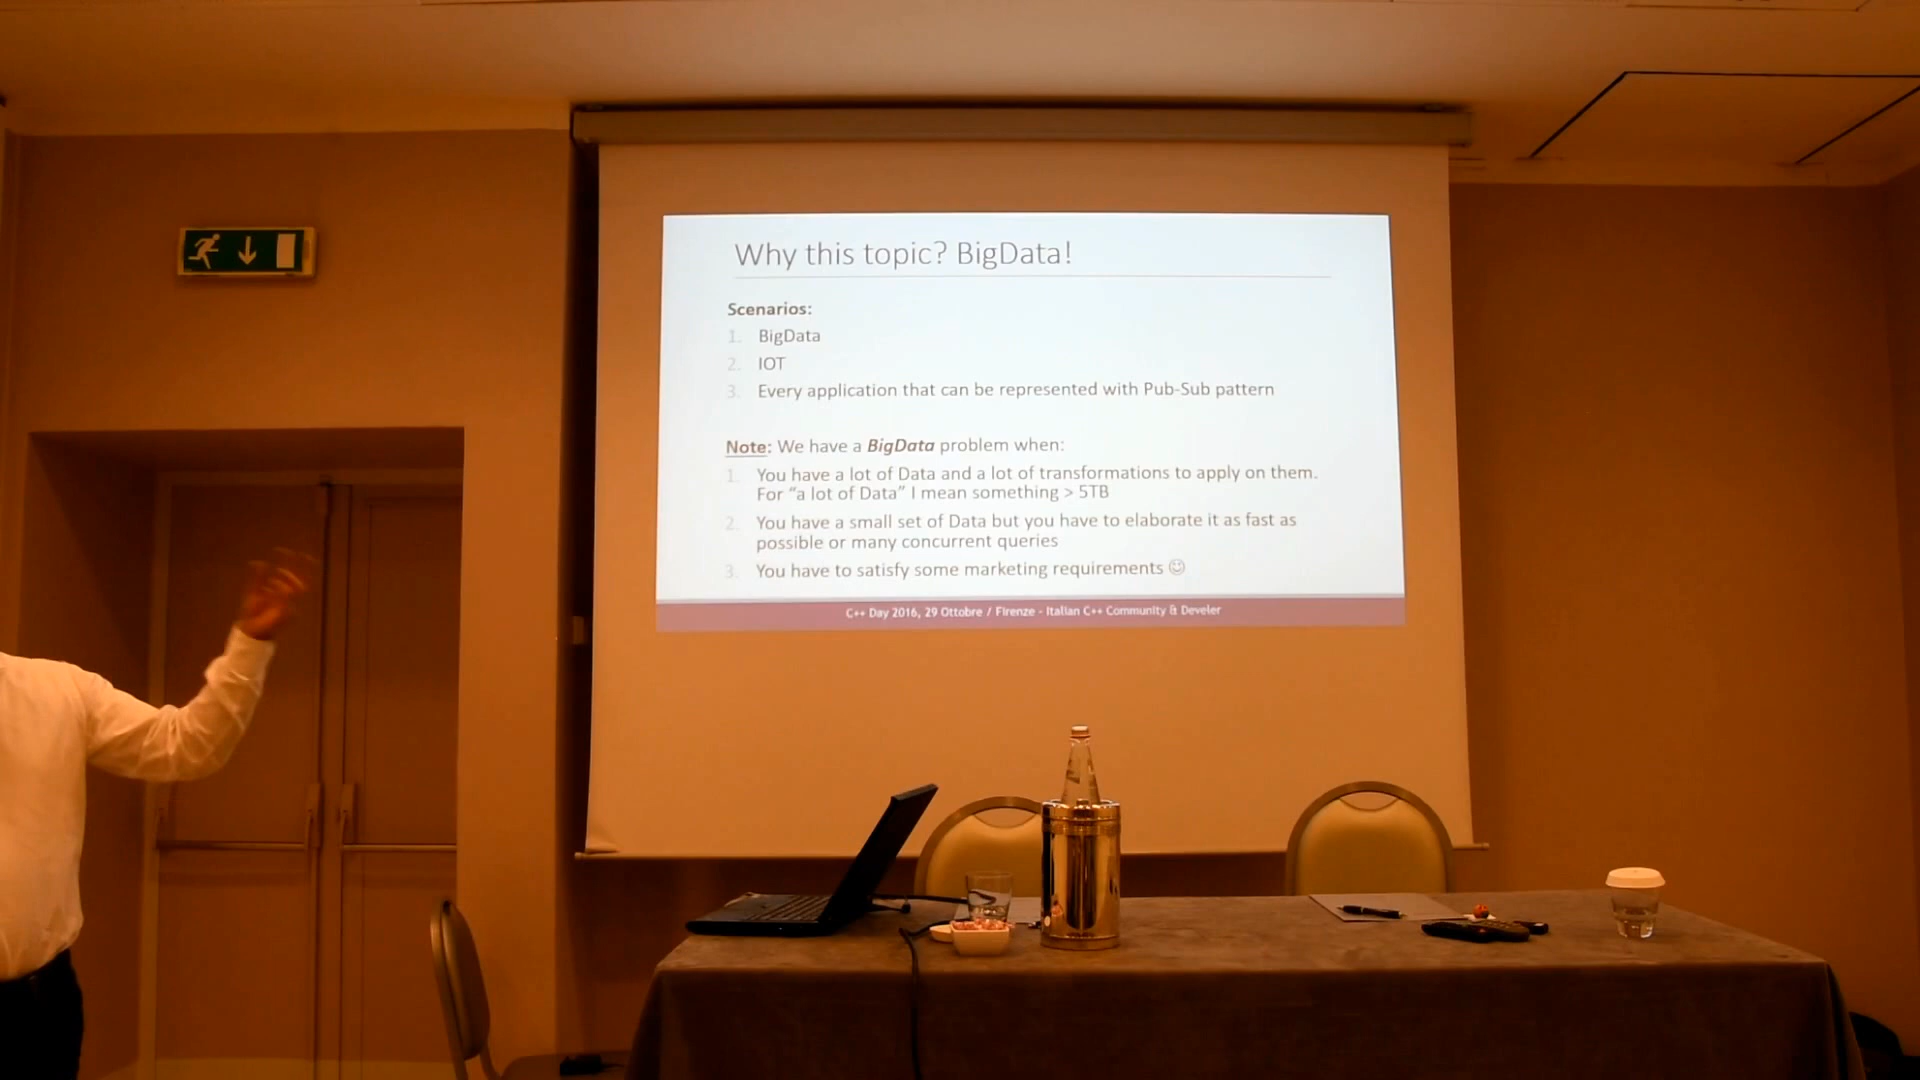 Why this topic? BigData!
Scenarios:
1. BigData
2. IOT
3. Every application that can be represented with Pub-Sub pattern
Note: We have a BigData problem when:
1. You have a lot of Data and a lot of transformations to apply on them.
For “a lot of Data” I mean something > 5TB
2. You have a small set of Data but you have to elaborate it as fast as
possible or many concurrent queries
3. You have to satisfy some marketing requirements ☺
C++ Day 2016, 29 Ottobre / Firenze - Italian C++ Community & Develer